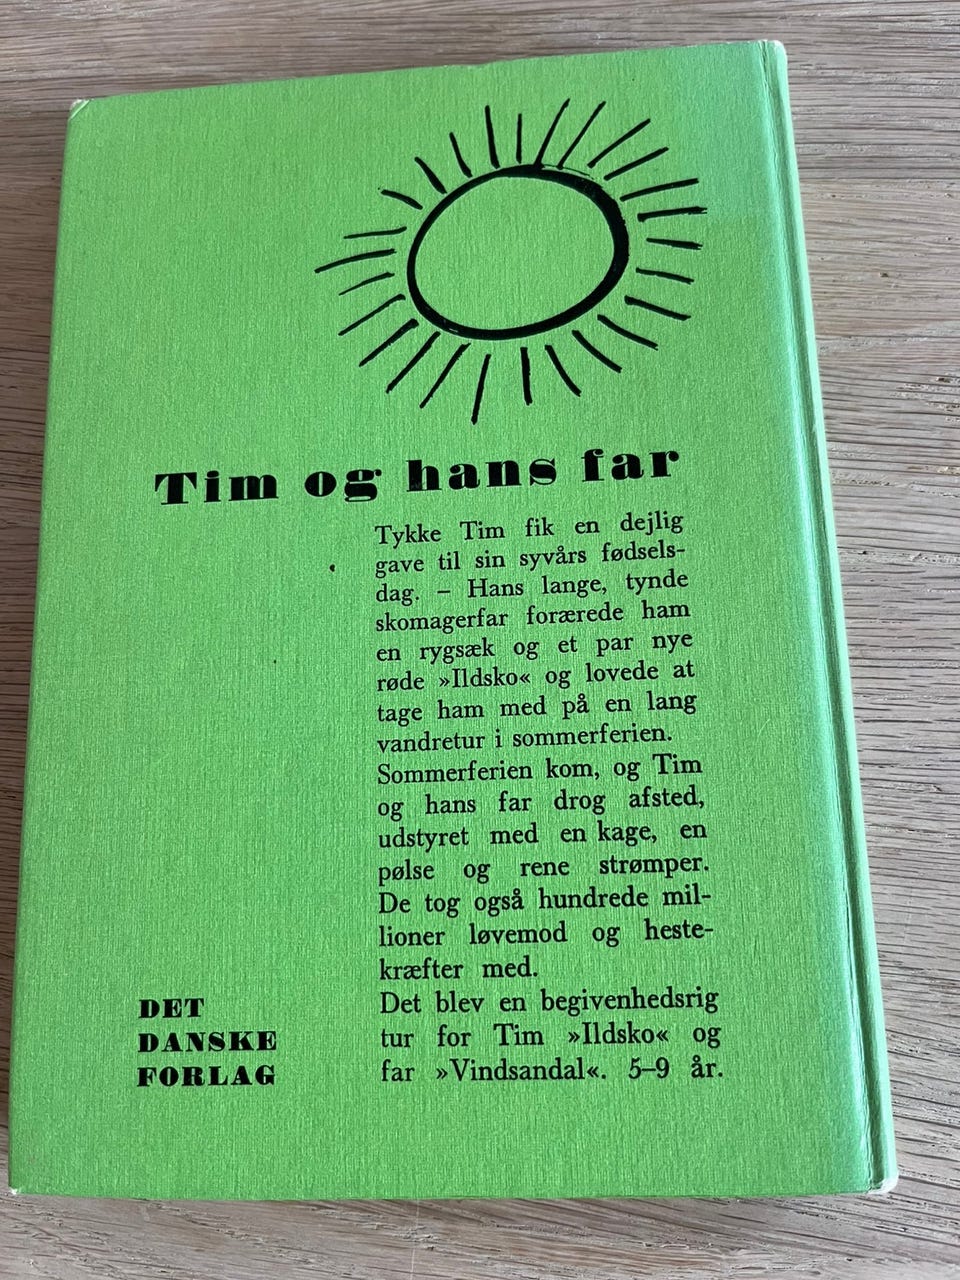 Tim og hans far
Tykke Tim fik en dejlig
gave til sin syvårs fødsels-
dag. – Hans lange, tynde
skomagerfar forærede ham
en rygsæk og et par nye
røde »Ildsko« og lovede at
tage ham med på en lang
vandretur i sommerferien.
Sommerferien kom, og Tim
og hans far drog afsted,
udstyret med en kage, en
pølse og rene strømper.
De tog også hundrede mil-
lioner løvemod og heste-
kræfter med.
Det blev en begivenhedsrig
tur for Tim »Ildsko« og
far »Vindsandal«. 5–9 år.
DET
DANSKE
FORLAG